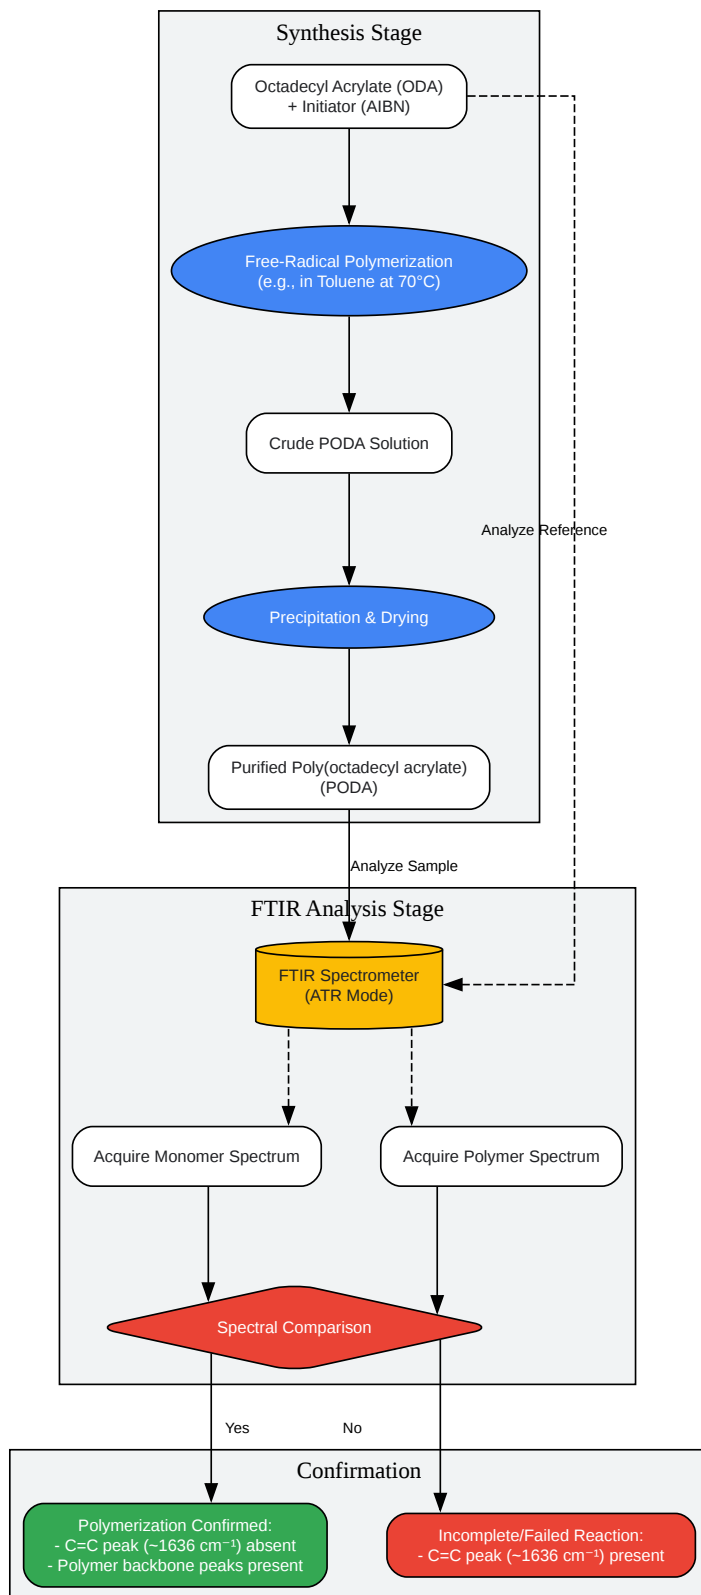 Synthesis Stage
Octadecyl Acrylate (ODA)
+ Initiator (AIBN)
Free-Radical Polymerization
(e.g., in Toluene at 70°C)
Crude PODA Solution
Analyze Reference
Precipitation & Drying
Purified Poly(octadecyl acrylate)
(PODA)
Analyze Sample
FTIR Analysis Stage
FTIR Spectrometer
(ATR Mode)
Acquire Monomer Spectrum
Acquire Polymer Spectrum
Spectral Comparison
Yes
No
Confirmation
Polymerization Confirmed:
- C=C peak (~1636 cm⁻¹) absent
- Polymer backbone peaks present
Incomplete/Failed Reaction:
- C=C peak (~1636 cm⁻¹) present